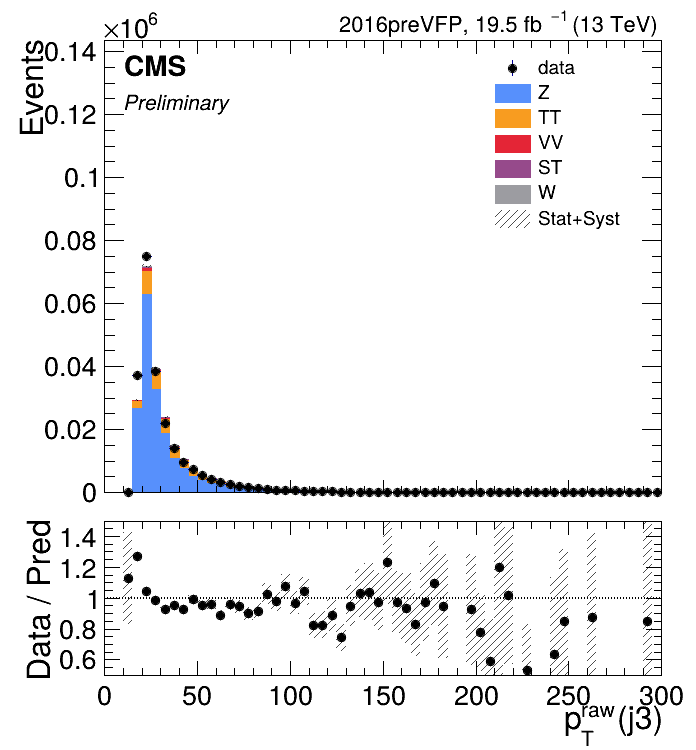 ×10⁶
2016preVFP, 19.5 fb ⁻¹ (13 TeV)
Events
0.14
0.12
0.1
0.08
0.06
0.04
0.02
0
CMS
Preliminary
data
Z
TT
VV
ST
W
Stat+Syst
Data / Pred
1.4
1.2
1
0.8
0.6
0 50 100 150 200 250 300
p_T^raw(j3)